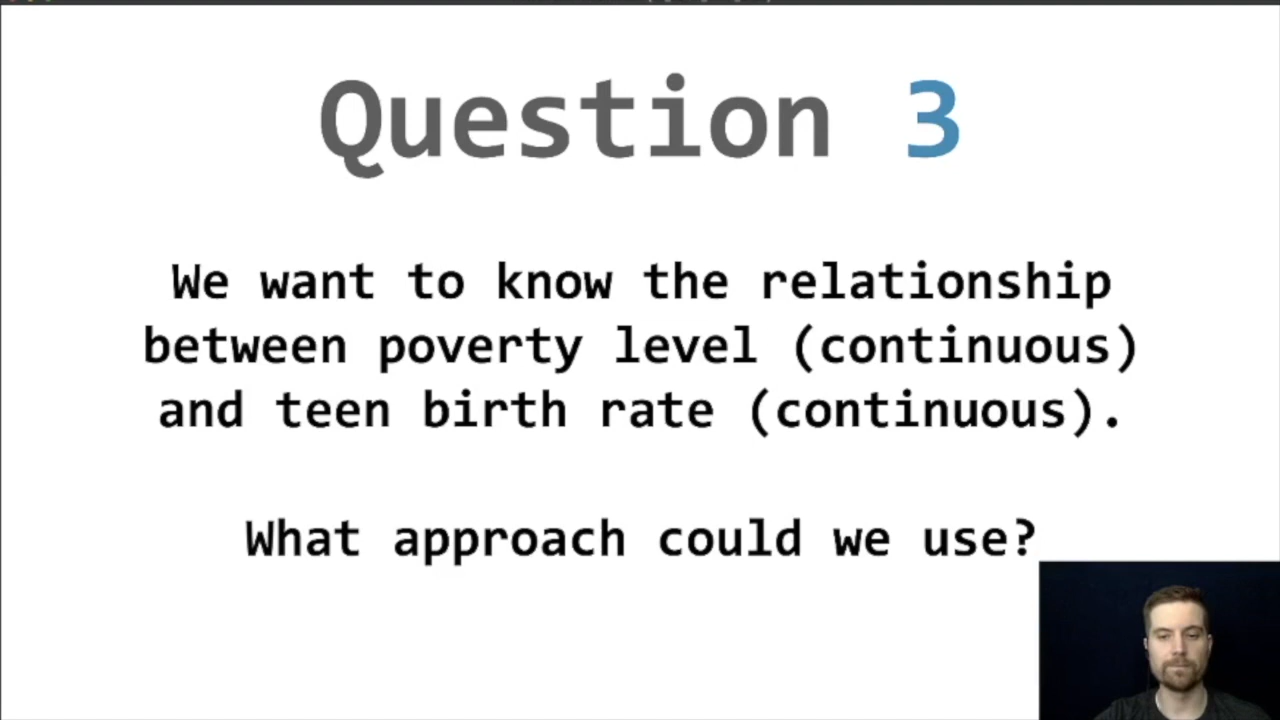 Question 3
We want to know the relationship
between poverty level (continuous)
and teen birth rate (continuous).
What approach could we use?